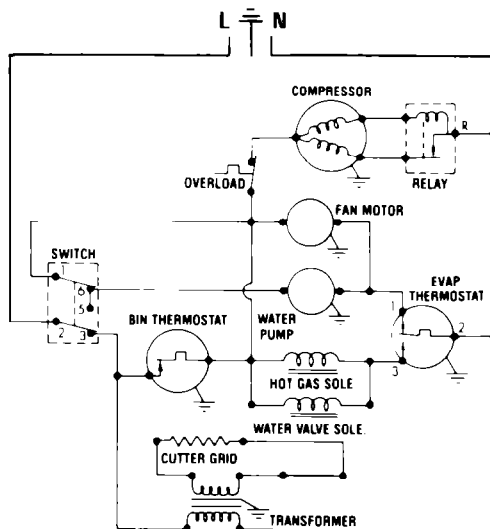 L N
COMPRESSOR
R
OVERLOAD
RELAY
FAN MOTOR
SWITCH
1
6
5
2 3
BIN THERMOSTAT
WATER
PUMP
EVAP
THERMOSTAT
1
2
3
HOT GAS SOLE
WATER VALVE SOLE.
CUTTER GRID
TRANSFORMER